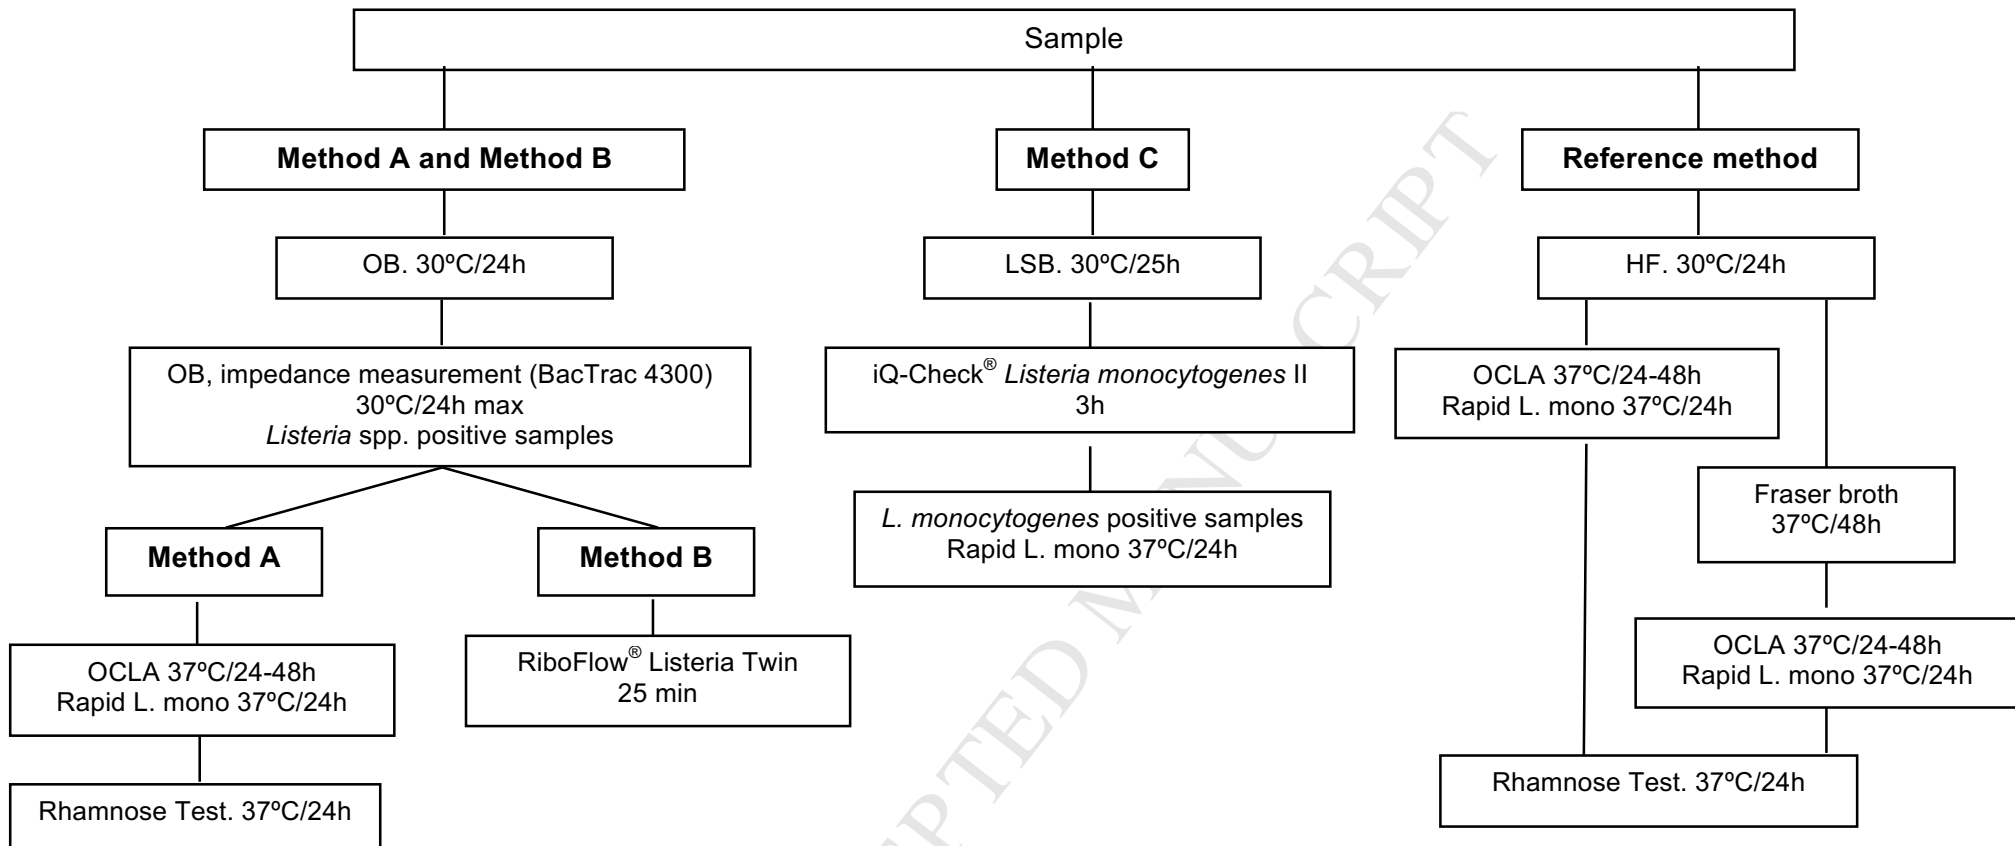 Sample
Method A and Method B
Method C
Reference method
OB. 30ºC/24h
LSB. 30ºC/25h
HF. 30ºC/24h
OB, impedance measurement (BacTrac 4300)
30ºC/24h max
Listeria spp. positive samples
iQ-Check® Listeria monocytogenes II
3h
OCLA 37ºC/24-48h
Rapid L. mono 37ºC/24h
Fraser broth
37ºC/48h
L. monocytogenes positive samples
Rapid L. mono 37ºC/24h
Method A
Method B
OCLA 37ºC/24-48h
Rapid L. mono 37ºC/24h
RiboFlow® Listeria Twin
25 min
OCLA 37ºC/24-48h
Rapid L. mono 37ºC/24h
Rhamnose Test. 37ºC/24h
Rhamnose Test. 37ºC/24h
EPTED MANUSCRIPT